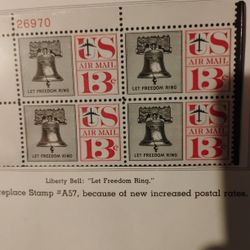 26970
US
AIR MAIL
13c
LET FREEDOM RING
US
AIR MAIL
13c
LET FREEDOM RING
US
AIR MAIL
13c
LET FREEDOM RING
US
AIR MAIL
13c
LET FREEDOM RING
Liberty Bell: "Let Freedom Ring."
replace Stamp #A57, because of new increased postal rates.